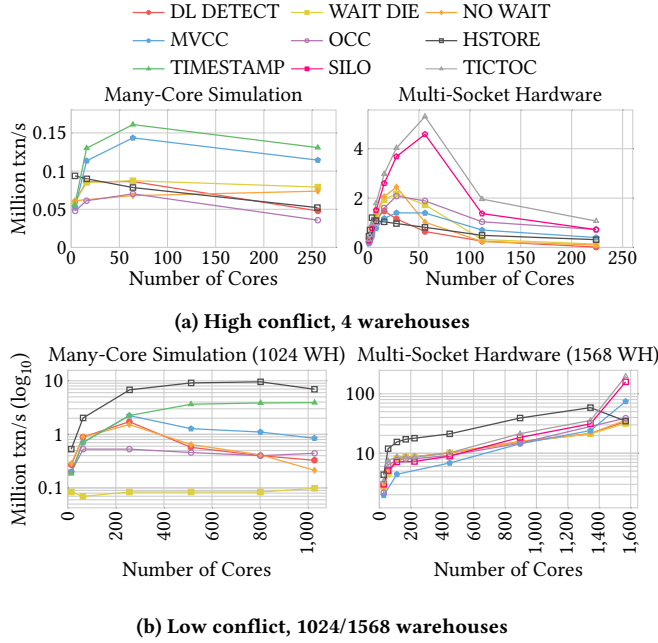 DL DETECT WAIT DIE NO WAIT
MVCC OCC HSTORE
TIMESTAMP SILO TICTOC
Many-Core Simulation Multi-Socket Hardware
Million txn/s
0.15
0.1
0.05
0
0 50 100 150 200 250
Number of Cores
4
2
0
0 50 100 150 200 250
Number of Cores
(a) High conflict, 4 warehouses
Many-Core Simulation (1024 WH) Multi-Socket Hardware (1568 WH)
Million txn/s (log10)
10
1
0.1
0 200 400 600 800 1,000
Number of Cores
100
10
0 200 400 600 800 1,000 1,200 1,400 1,600
Number of Cores
(b) Low conflict, 1024/1568 warehouses